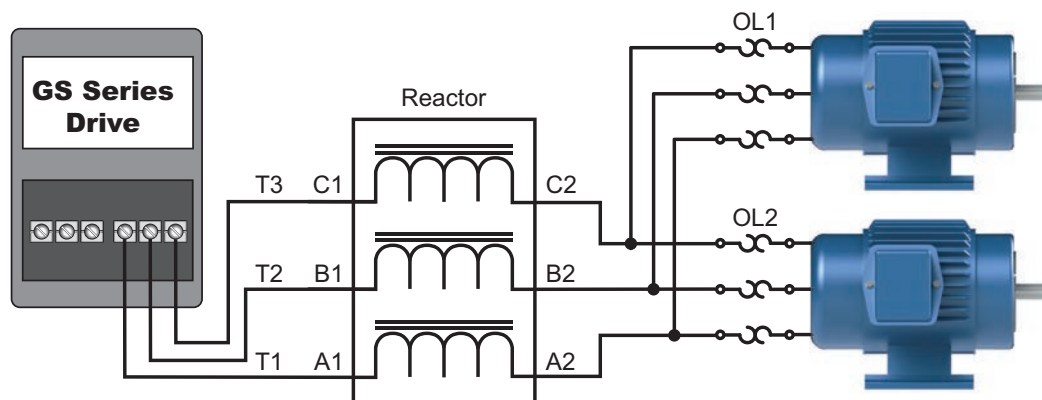 OL1
GS Series
Drive
Reactor
T3 C1 C2
OL2
T2 B1 B2
T1 A1 A2